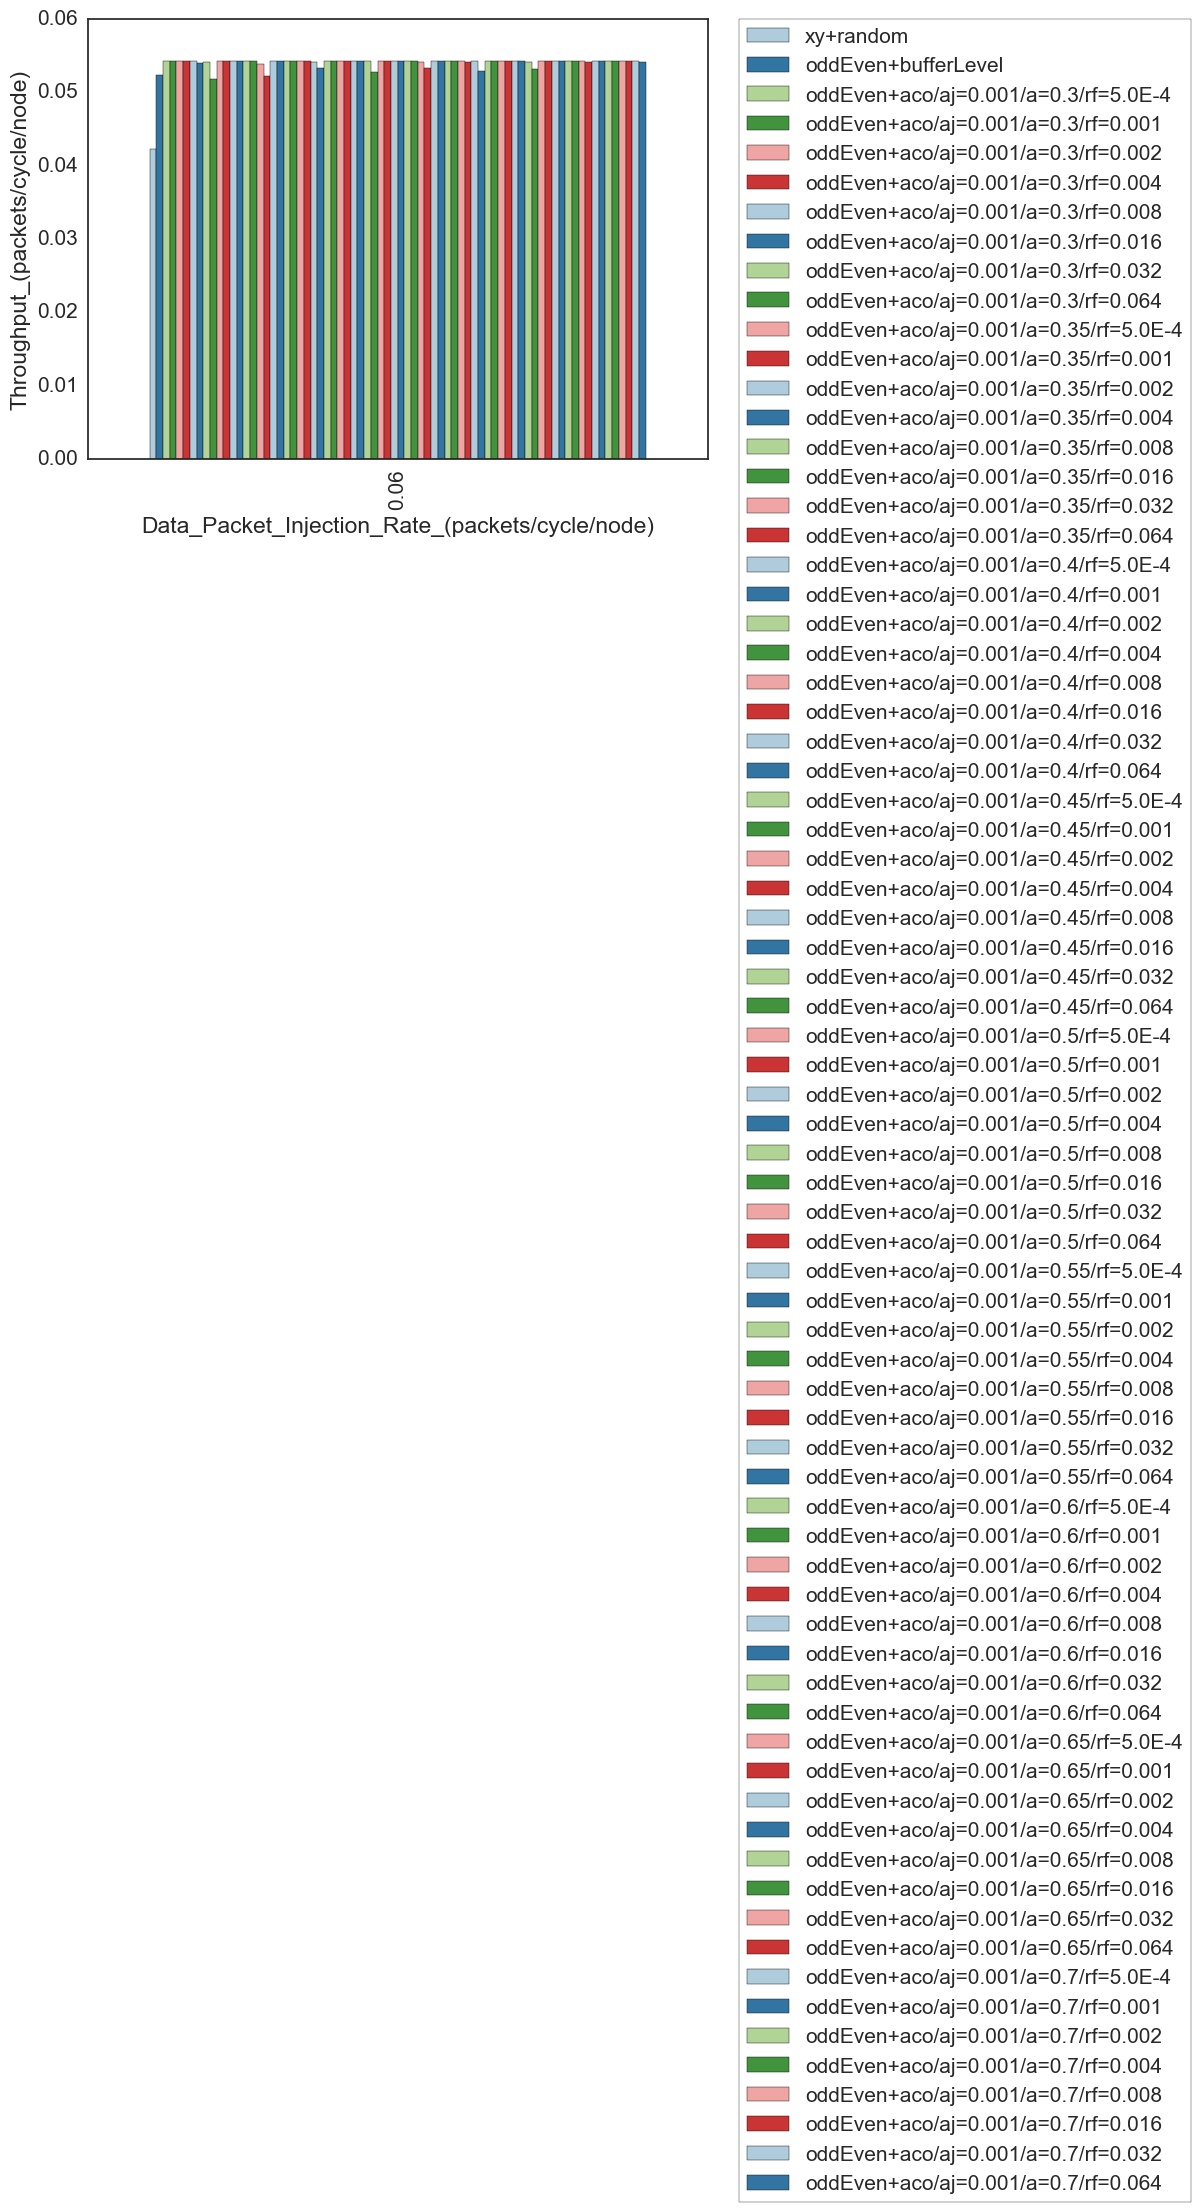 0.06
0.05
0.04
0.03
0.02
0.01
0.00
Throughput_(packets/cycle/node)
0.06
Data_Packet_Injection_Rate_(packets/cycle/node)
xy+random
oddEven+bufferLevel
oddEven+aco/aj=0.001/a=0.3/rf=5.0E-4
oddEven+aco/aj=0.001/a=0.3/rf=0.001
oddEven+aco/aj=0.001/a=0.3/rf=0.002
oddEven+aco/aj=0.001/a=0.3/rf=0.004
oddEven+aco/aj=0.001/a=0.3/rf=0.008
oddEven+aco/aj=0.001/a=0.3/rf=0.016
oddEven+aco/aj=0.001/a=0.3/rf=0.032
oddEven+aco/aj=0.001/a=0.3/rf=0.064
oddEven+aco/aj=0.001/a=0.35/rf=5.0E-4
oddEven+aco/aj=0.001/a=0.35/rf=0.001
oddEven+aco/aj=0.001/a=0.35/rf=0.002
oddEven+aco/aj=0.001/a=0.35/rf=0.004
oddEven+aco/aj=0.001/a=0.35/rf=0.008
oddEven+aco/aj=0.001/a=0.35/rf=0.016
oddEven+aco/aj=0.001/a=0.35/rf=0.032
oddEven+aco/aj=0.001/a=0.35/rf=0.064
oddEven+aco/aj=0.001/a=0.4/rf=5.0E-4
oddEven+aco/aj=0.001/a=0.4/rf=0.001
oddEven+aco/aj=0.001/a=0.4/rf=0.002
oddEven+aco/aj=0.001/a=0.4/rf=0.004
oddEven+aco/aj=0.001/a=0.4/rf=0.008
oddEven+aco/aj=0.001/a=0.4/rf=0.016
oddEven+aco/aj=0.001/a=0.4/rf=0.032
oddEven+aco/aj=0.001/a=0.4/rf=0.064
oddEven+aco/aj=0.001/a=0.45/rf=5.0E-4
oddEven+aco/aj=0.001/a=0.45/rf=0.001
oddEven+aco/aj=0.001/a=0.45/rf=0.002
oddEven+aco/aj=0.001/a=0.45/rf=0.004
oddEven+aco/aj=0.001/a=0.45/rf=0.008
oddEven+aco/aj=0.001/a=0.45/rf=0.016
oddEven+aco/aj=0.001/a=0.45/rf=0.032
oddEven+aco/aj=0.001/a=0.45/rf=0.064
oddEven+aco/aj=0.001/a=0.5/rf=5.0E-4
oddEven+aco/aj=0.001/a=0.5/rf=0.001
oddEven+aco/aj=0.001/a=0.5/rf=0.002
oddEven+aco/aj=0.001/a=0.5/rf=0.004
oddEven+aco/aj=0.001/a=0.5/rf=0.008
oddEven+aco/aj=0.001/a=0.5/rf=0.016
oddEven+aco/aj=0.001/a=0.5/rf=0.032
oddEven+aco/aj=0.001/a=0.5/rf=0.064
oddEven+aco/aj=0.001/a=0.55/rf=5.0E-4
oddEven+aco/aj=0.001/a=0.55/rf=0.001
oddEven+aco/aj=0.001/a=0.55/rf=0.002
oddEven+aco/aj=0.001/a=0.55/rf=0.004
oddEven+aco/aj=0.001/a=0.55/rf=0.008
oddEven+aco/aj=0.001/a=0.55/rf=0.016
oddEven+aco/aj=0.001/a=0.55/rf=0.032
oddEven+aco/aj=0.001/a=0.55/rf=0.064
oddEven+aco/aj=0.001/a=0.6/rf=5.0E-4
oddEven+aco/aj=0.001/a=0.6/rf=0.001
oddEven+aco/aj=0.001/a=0.6/rf=0.002
oddEven+aco/aj=0.001/a=0.6/rf=0.004
oddEven+aco/aj=0.001/a=0.6/rf=0.008
oddEven+aco/aj=0.001/a=0.6/rf=0.016
oddEven+aco/aj=0.001/a=0.6/rf=0.032
oddEven+aco/aj=0.001/a=0.6/rf=0.064
oddEven+aco/aj=0.001/a=0.65/rf=5.0E-4
oddEven+aco/aj=0.001/a=0.65/rf=0.001
oddEven+aco/aj=0.001/a=0.65/rf=0.002
oddEven+aco/aj=0.001/a=0.65/rf=0.004
oddEven+aco/aj=0.001/a=0.65/rf=0.008
oddEven+aco/aj=0.001/a=0.65/rf=0.016
oddEven+aco/aj=0.001/a=0.65/rf=0.032
oddEven+aco/aj=0.001/a=0.65/rf=0.064
oddEven+aco/aj=0.001/a=0.7/rf=5.0E-4
oddEven+aco/aj=0.001/a=0.7/rf=0.001
oddEven+aco/aj=0.001/a=0.7/rf=0.002
oddEven+aco/aj=0.001/a=0.7/rf=0.004
oddEven+aco/aj=0.001/a=0.7/rf=0.008
oddEven+aco/aj=0.001/a=0.7/rf=0.016
oddEven+aco/aj=0.001/a=0.7/rf=0.032
oddEven+aco/aj=0.001/a=0.7/rf=0.064